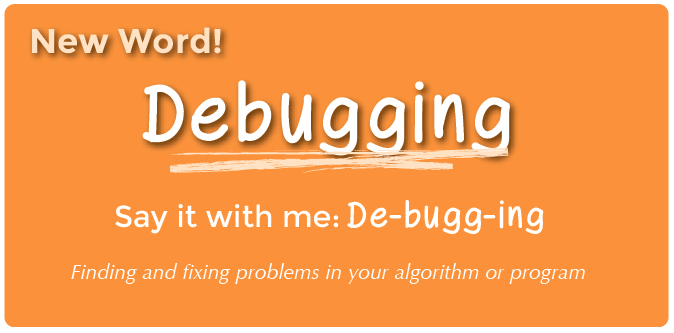 New Word!
Debugging
Say it with me: De-bugg-ing
Finding and fixing problems in your algorithm or program